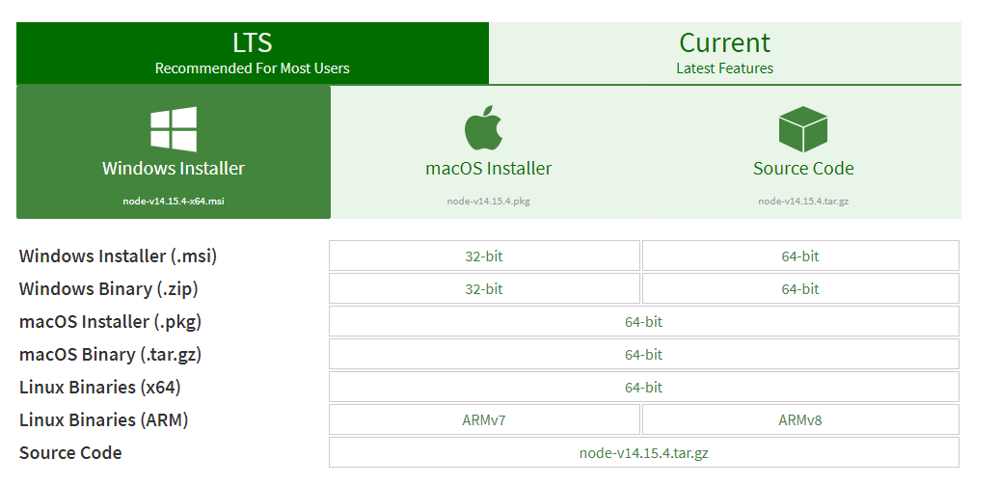 LTS
Recommended For Most Users
Current
Latest Features
Windows Installer
node-v14.15.4-x64.msi
macOS Installer
node-v14.15.4.pkg
Source Code
node-v14.15.4.tar.gz
Windows Installer (.msi) 32-bit 64-bit
Windows Binary (.zip) 32-bit 64-bit
macOS Installer (.pkg) 64-bit
macOS Binary (.tar.gz) 64-bit
Linux Binaries (x64) 64-bit
Linux Binaries (ARM) ARMv7 ARMv8
Source Code node-v14.15.4.tar.gz